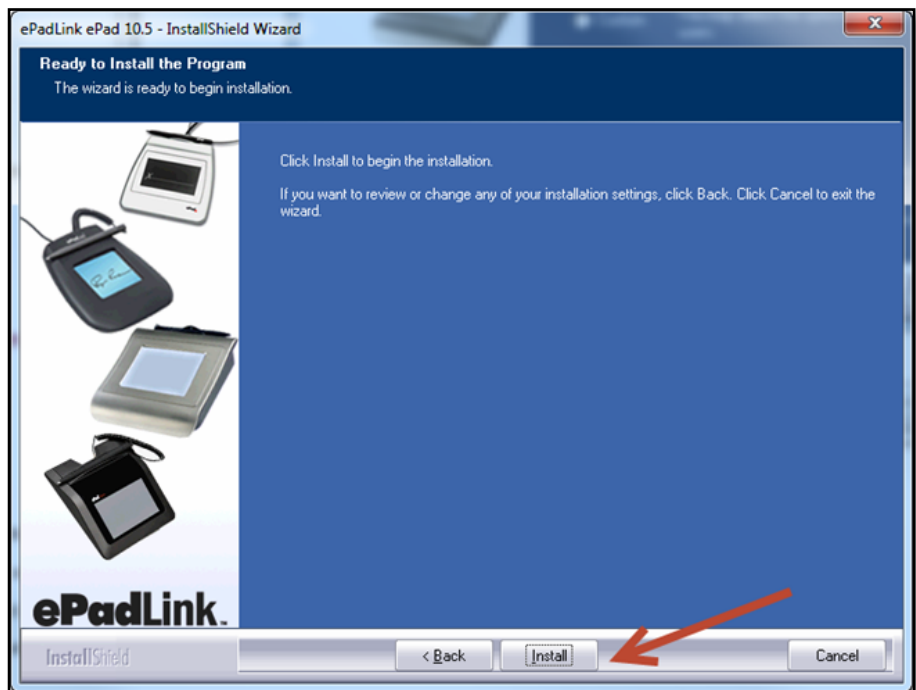 ePadLink ePad 10.5 - InstallShield Wizard
Ready to Install the Program
The wizard is ready to begin installation.
Click Install to begin the installation.
If you want to review or change any of your installation settings, click Back. Click Cancel to exit the
wizard.
ePadLink
InstallShield
< Back
Install
Cancel